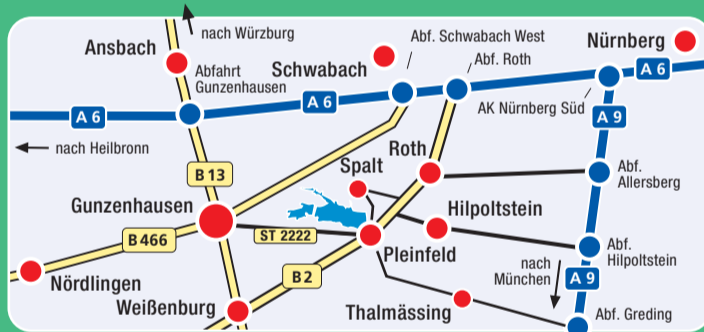 nach Würzburg
Ansbach
Abf. Schwabach West
Nürnberg
Abf. Roth
Abfahrt
Gunzenhausen
Schwabach
A 6
A 6
A 6
AK Nürnberg Süd
A 9
nach Heilbronn
Roth
Spalt
Abf.
Allersberg
B 13
Gunzenhausen
Hilpoltstein
B 466
ST 2222
Pleinfeld
Abf.
Hilpoltstein
nach
München
A 9
Nördlingen
B 2
Weißenburg
Thalmässing
Abf. Greding